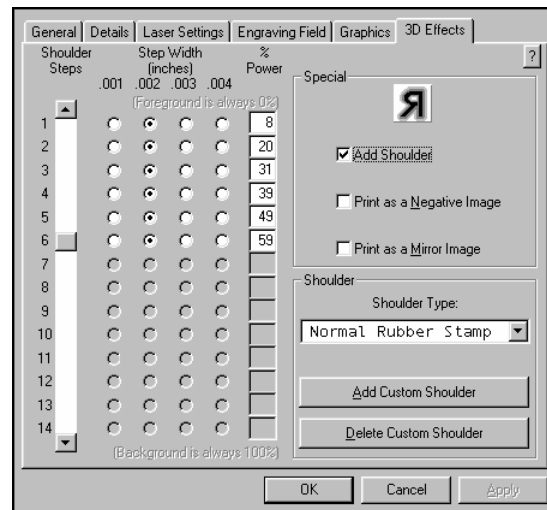 General Details Laser Settings Engraving Field Graphics 3D Effects
Shoulder Steps
Step Width (inches)
% Power
.001 .002 .003 .004
(Foreground is always 0%)
1 8
2 20
3 31
4 39
5 49
6 59
7
8
9
10
11
12
13
14
(Background is always 100%)
?
Special
R
Add Shoulder
Print as a Negative Image
Print as a Mirror Image
Shoulder
Shoulder Type:
Normal Rubber Stamp
Add Custom Shoulder
Delete Custom Shoulder
OK Cancel Apply